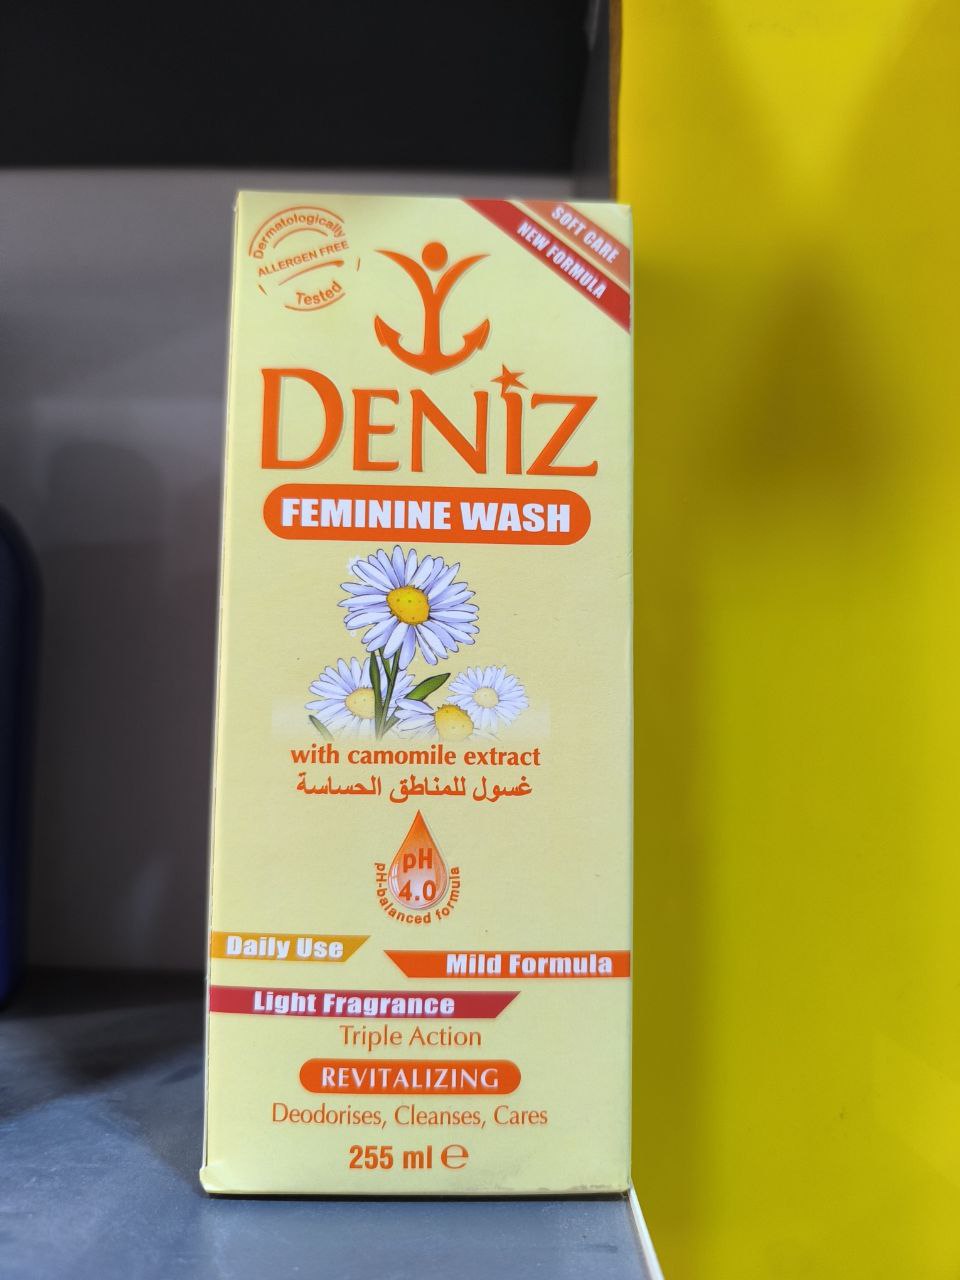 Dermatologically
ALLERGEN FREE
Tested
SOFT CARE
NEW FORMULA
DENİZ
FEMININE WASH
with camomile extract
غسول للمناطق الحساسة
pH
4.0
pH-balanced formula
Daily Use
Mild Formula
Light Fragrance
Triple Action
REVITALIZING
Deodorises, Cleanses, Cares
255 ml ℮